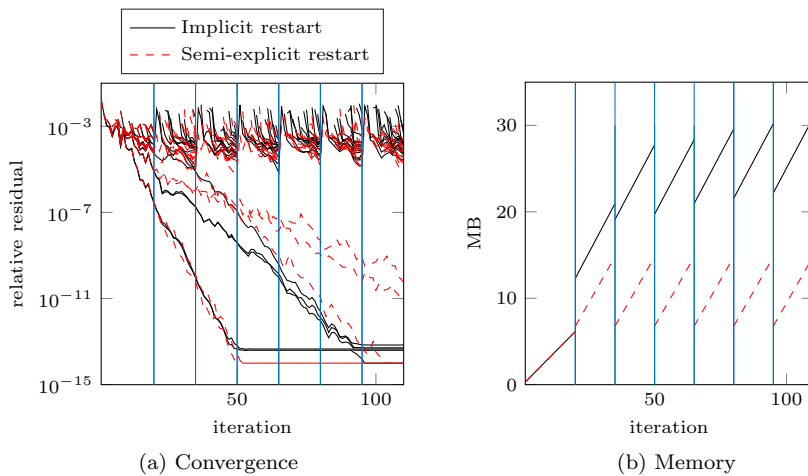 Implicit restart
Semi-explicit restart
10−3
10−7
10−11
10−15
relative residual
50
100
iteration
(a) Convergence
30
20
10
0
MB
50
100
iteration
(b) Memory